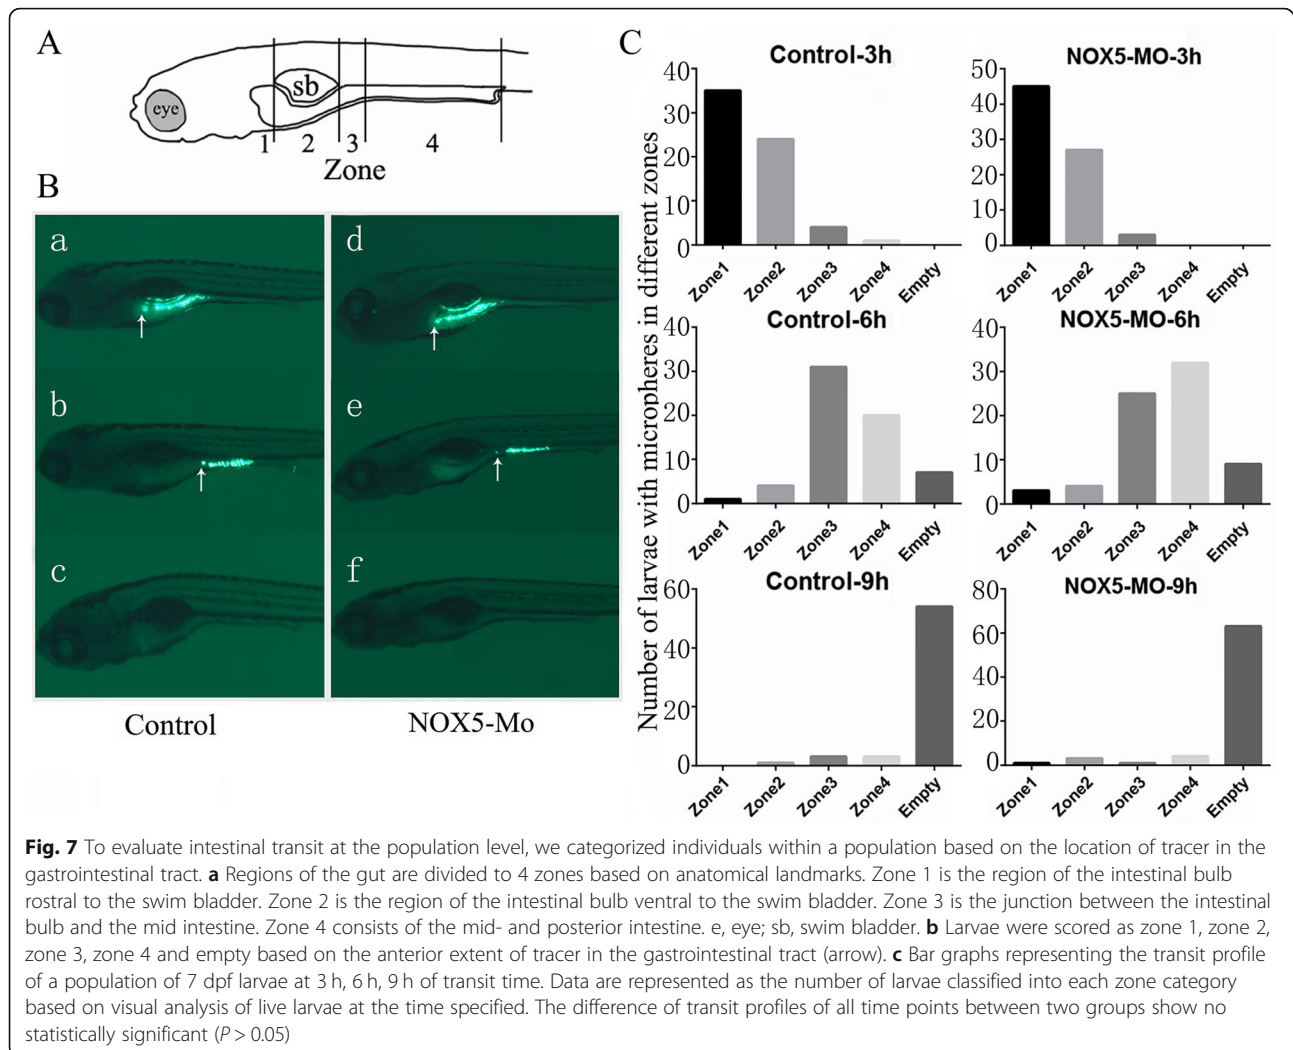 A
eye
sb
1 2 3 4
Zone
B
a
d
b
e
c
f
Control NOX5-Mo
C
Number of larvae with micropheres in different zones
Control-3h
40
30
20
10
0
Zone1 Zone2 Zone3 Zone4 Empty
NOX5-MO-3h
50
40
30
20
10
0
Zone1 Zone2 Zone3 Zone4 Empty
Control-6h
40
30
20
10
0
Zone1 Zone2 Zone3 Zone4 Empty
NOX5-MO-6h
40
30
20
10
0
Zone1 Zone2 Zone3 Zone4 Empty
Control-9h
60
40
20
0
Zone1 Zone2 Zone3 Zone4 Empty
NOX5-MO-9h
80
60
40
20
0
Zone1 Zone2 Zone3 Zone4 Empty
Fig. 7 To evaluate intestinal transit at the population level, we categorized individuals within a population based on the location of tracer in the
gastrointestinal tract. a Regions of the gut are divided to 4 zones based on anatomical landmarks. Zone 1 is the region of the intestinal bulb
rostral to the swim bladder. Zone 2 is the region of the intestinal bulb ventral to the swim bladder. Zone 3 is the junction between the intestinal
bulb and the mid intestine. Zone 4 consists of the mid- and posterior intestine. e, eye; sb, swim bladder. b Larvae were scored as zone 1, zone 2,
zone 3, zone 4 and empty based on the anterior extent of tracer in the gastrointestinal tract (arrow). c Bar graphs representing the transit profile
of a population of 7 dpf larvae at 3 h, 6 h, 9 h of transit time. Data are represented as the number of larvae classified into each zone category
based on visual analysis of live larvae at the time specified. The difference of transit profiles of all time points between two groups show no
statistically significant (P > 0.05)